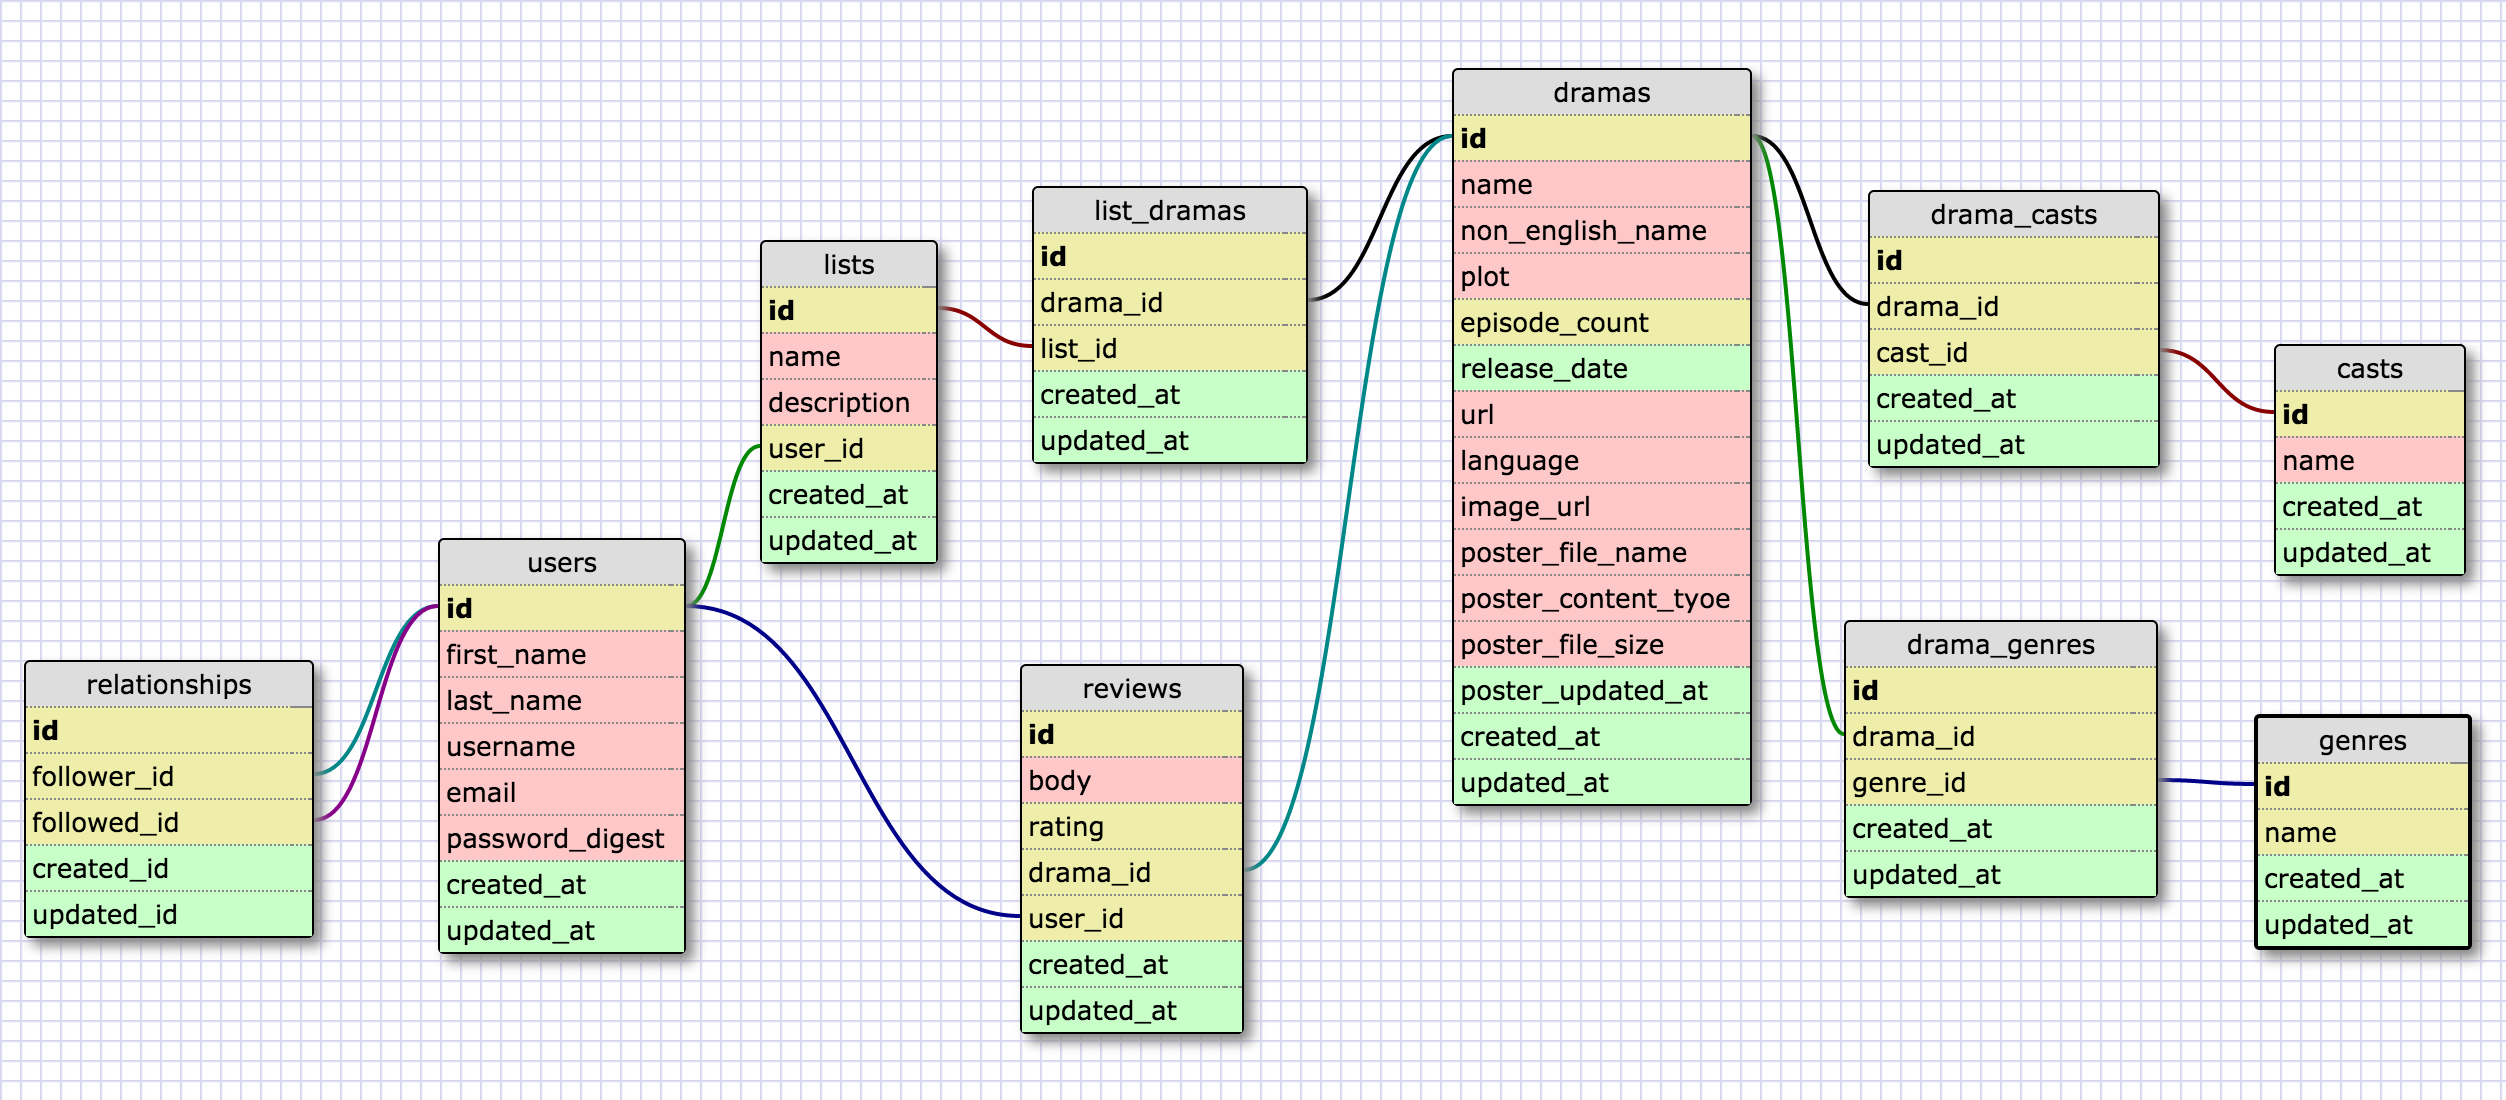 relationships
id
follower_id
followed_id
created_id
updated_id
users
id
first_name
last_name
username
email
password_digest
created_at
updated_at
lists
id
name
description
user_id
created_at
updated_at
list_dramas
id
drama_id
list_id
created_at
updated_at
reviews
id
body
rating
drama_id
user_id
created_at
updated_at
dramas
id
name
non_english_name
plot
episode_count
release_date
url
language
image_url
poster_file_name
poster_content_tyoe
poster_file_size
poster_updated_at
created_at
updated_at
drama_casts
id
drama_id
cast_id
created_at
updated_at
drama_genres
id
drama_id
genre_id
created_at
updated_at
casts
id
name
created_at
updated_at
genres
id
name
created_at
updated_at